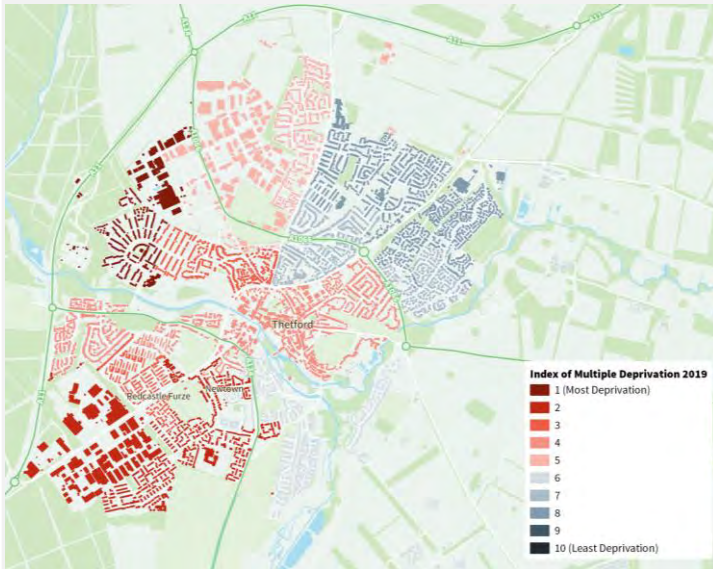 Thetford
Newtown
Redcastle Furze
Index of Multiple Deprivation 2019
1 (Most Deprivation)
2
3
4
5
6
7
8
9
10 (Least Deprivation)